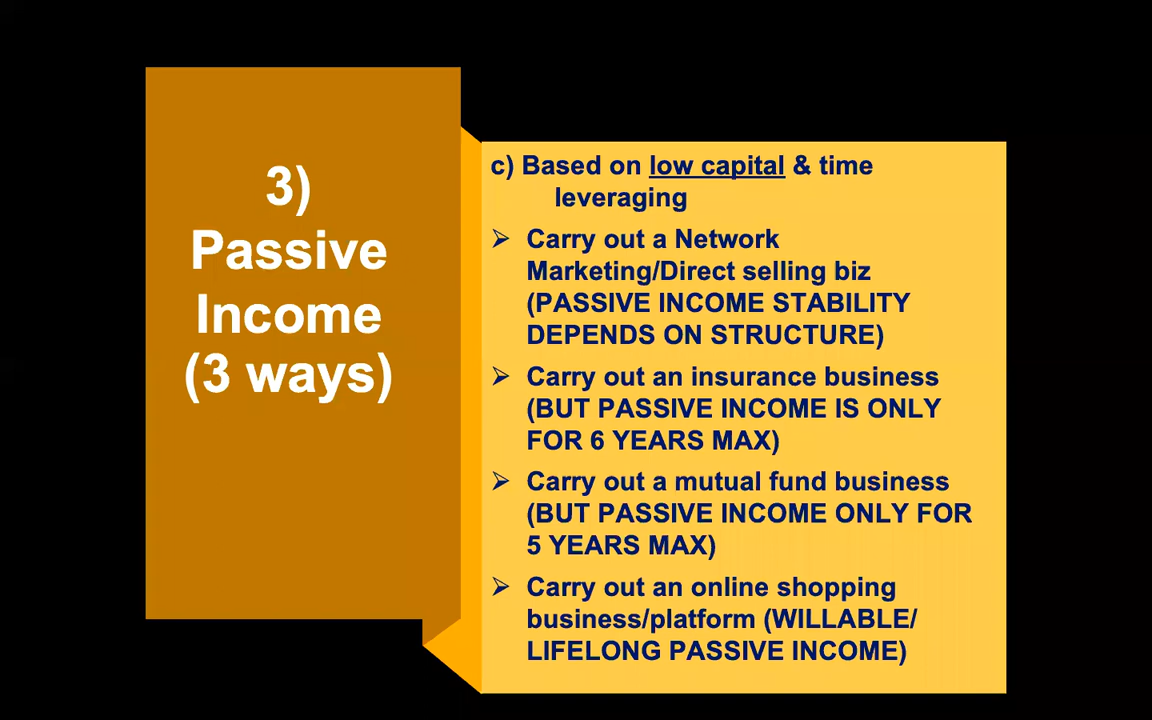 3)
Passive
Income
(3 ways)
c) Based on low capital & time
leveraging
➢ Carry out a Network
Marketing/Direct selling biz
(PASSIVE INCOME STABILITY
DEPENDS ON STRUCTURE)
➢ Carry out an insurance business
(BUT PASSIVE INCOME IS ONLY
FOR 6 YEARS MAX)
➢ Carry out a mutual fund business
(BUT PASSIVE INCOME ONLY FOR
5 YEARS MAX)
➢ Carry out an online shopping
business/platform (WILLABLE/
LIFELONG PASSIVE INCOME)